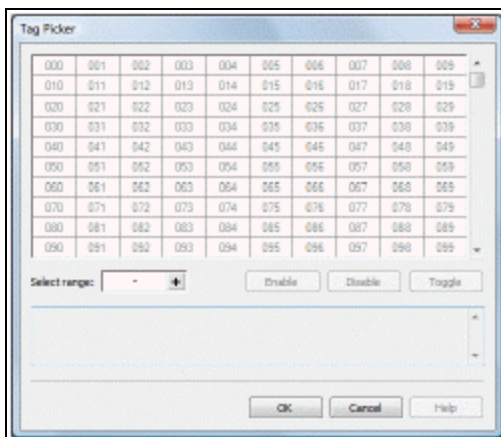 Tag Picker
000 001 002 003 004 005 006 007 008 009
010 011 012 013 014 015 016 017 018 019
020 021 022 023 024 025 026 027 028 029
030 031 032 033 034 035 036 037 038 039
040 041 042 043 044 045 046 047 048 049
050 051 052 053 054 055 056 057 058 059
060 061 062 063 064 065 066 067 068 069
070 071 072 073 074 075 076 077 078 079
080 081 082 083 084 085 086 087 088 089
090 091 092 093 094 095 096 097 098 099
Select range: - + Enable Disable Toggle
OK Cancel Help